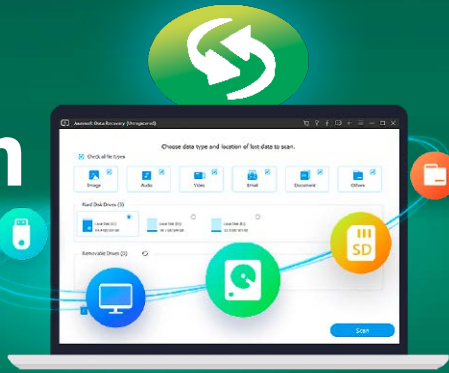 Aiseesoft Data Recovery (Unregistered)
Choose data type and location of lost data to scan.
Check all file types
Image
Audio
Video
Email
Document
Others
Hard Disk Drives (3)
Removable Drives (3)
SD
Scan